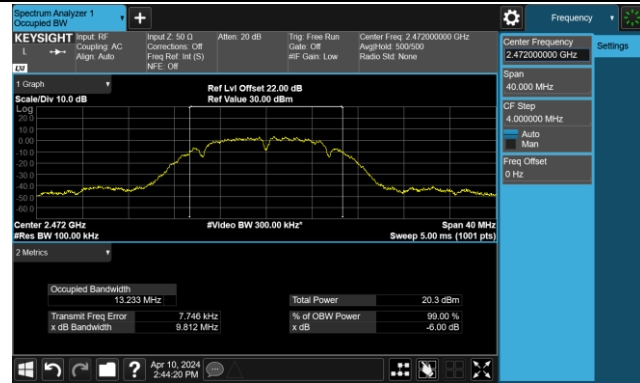 Spectrum Analyzer 1
Occupied BW
+
Frequency
KEYSIGHT
Input: RF
Coupling: AC
Align: Auto
Input Z: 50 Ω
Corrections: Off
Freq Ref: Int (S)
NFE: Off
Atten: 20 dB
Trig: Free Run
Gate: Off
#IF Gain: Low
Center Freq: 2.472000000 GHz
Avg|Hold: 500/500
Radio Std: None
L
LXI
Center Frequency
2.472000000 GHz
Settings
Span
40.000 MHz
CF Step
4.000000 MHz
Auto
Man
Freq Offset
0 Hz
1 Graph
Scale/Div 10.0 dB
Ref Lvl Offset 22.00 dB
Ref Value 30.00 dBm
Log
20.0
10.0
0.00
-10.0
-20.0
-30.0
-40.0
-50.0
-60.0
Center 2.472 GHz
#Res BW 100.00 kHz
#Video BW 300.00 kHz*
Span 40 MHz
Sweep 5.00 ms (1001 pts)
2 Metrics
Occupied Bandwidth
13.233 MHz
Total Power 20.3 dBm
Transmit Freq Error 7.746 kHz
% of OBW Power 99.00 %
x dB Bandwidth 9.812 MHz
x dB -6.00 dB
?
Apr 10, 2024
2:44:20 PM